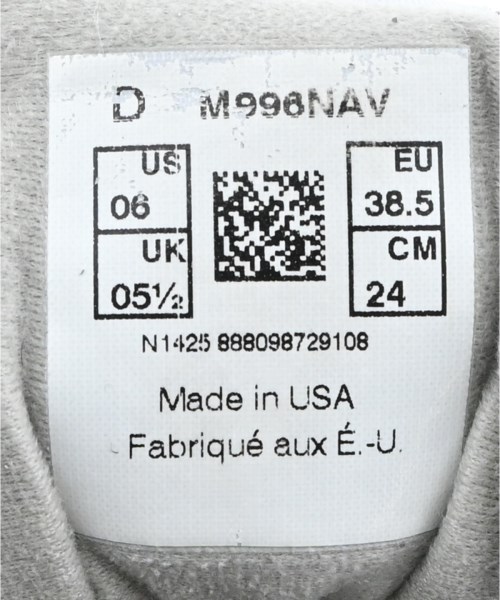 D M996NAV
US 06
EU 38.5
UK 05½
CM 24
N1425 888098729108
Made in USA
Fabriqué aux É.-U.